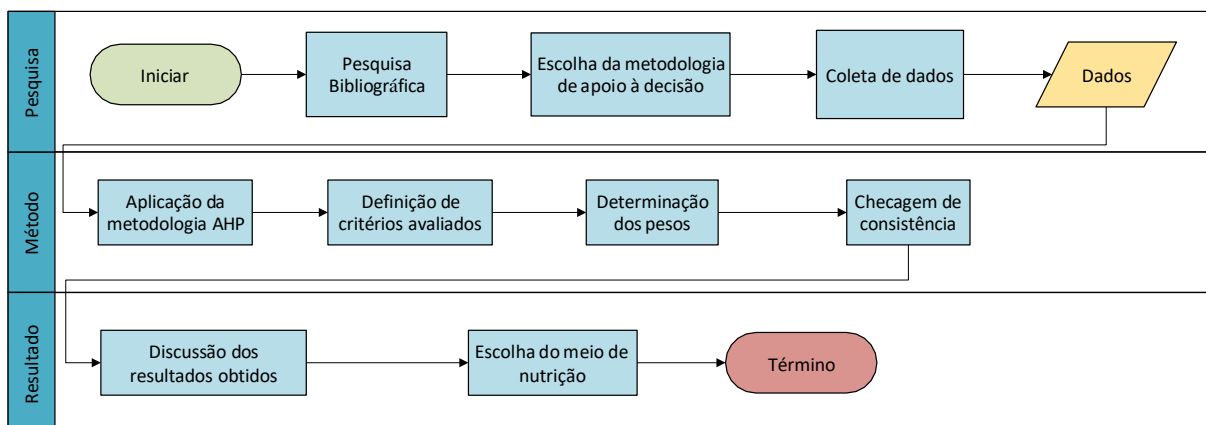 Pesquisa
Iniciar
Pesquisa
Bibliográfica
Escolha da metodologia
de apoio à decisão
Coleta de dados
Dados
Método
Aplicação da
metodologia AHP
Definição de
critérios avaliados
Determinação
dos pesos
Checagem de
consistência
Resultado
Discussão dos
resultados obtidos
Escolha do meio de
nutrição
Término